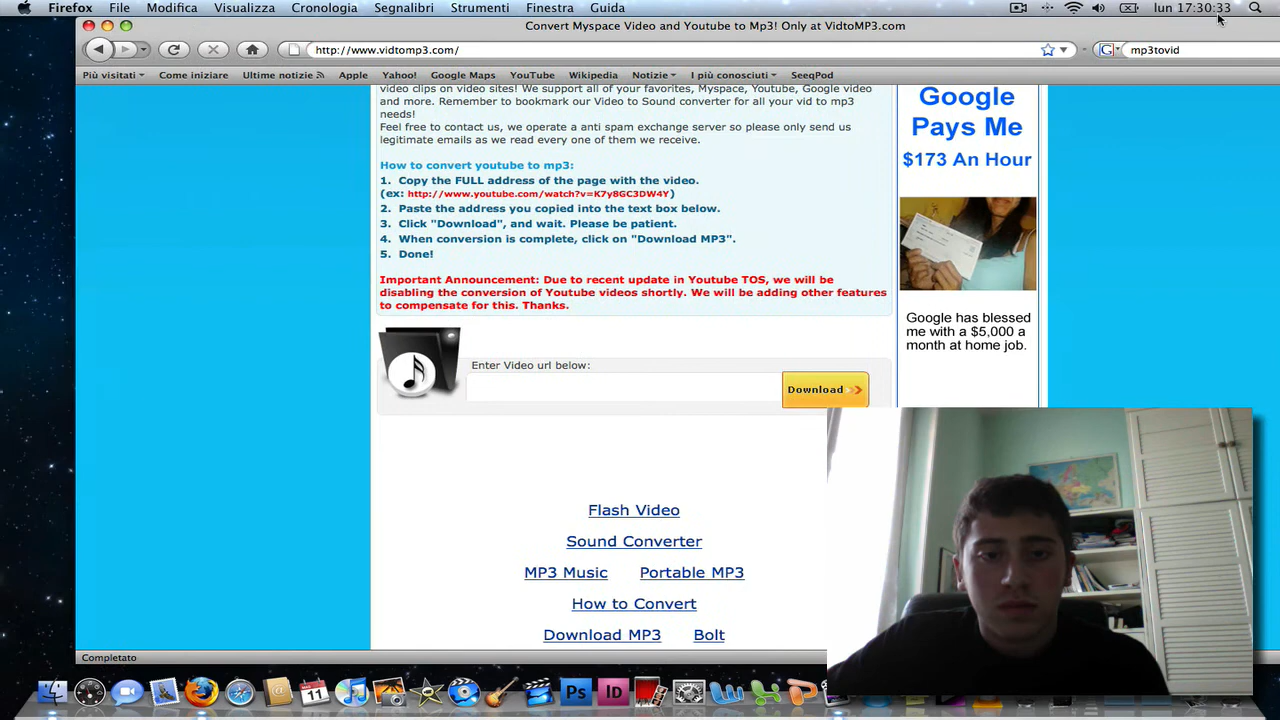 Firefox File Modifica Visualizza Cronologia Segnalibri Strumenti Finestra Guida lun 17:30:33
Convert Myspace Video and Youtube to Mp3! Only at VidtoMP3.com
http://www.vidtomp3.com/ mp3tovid
Più visitati Come iniziare Ultime notizie Apple Yahoo! Google Maps YouTube Wikipedia Notizie I più conosciuti SeeqPod
video clips on video sites! We support all of your favorites, Myspace, Youtube, Google video
and more. Remember to bookmark our Video to Sound converter for all your vid to mp3
needs!
Feel free to contact us, we operate a anti spam exchange server so please only send us
legitimate emails as we read every one of them we receive.
How to convert youtube to mp3:
1. Copy the FULL address of the page with the video.
(ex: http://www.youtube.com/watch?v=K7y8GC3DW4Y)
2. Paste the address you copied into the text box below.
3. Click "Download", and wait. Please be patient.
4. When conversion is complete, click on "Download MP3".
5. Done!
Important Announcement: Due to recent update in Youtube TOS, we will be
disabling the conversion of Youtube videos shortly. We will be adding other features
to compensate for this. Thanks.
Enter Video url below:
Download
Flash Video
Sound Converter
MP3 Music Portable MP3
How to Convert
Download MP3 Bolt
Google
Pays Me
$173 An Hour
Google has blessed
me with a $5,000 a
month at home job.
Completato
MAR
11
Ps
ID